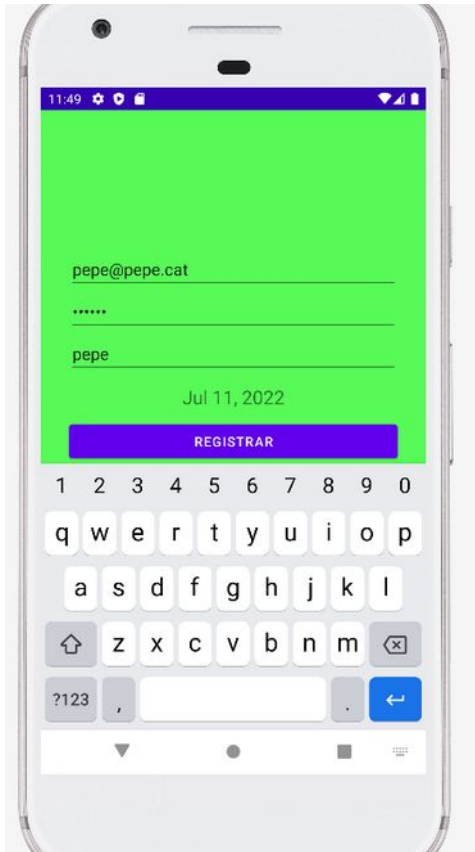 11:49
pepe@pepe.cat
••••••
pepe
Jul 11, 2022
REGISTRAR
1 2 3 4 5 6 7 8 9 0
q w e r t y u i o p
a s d f g h j k l
z x c v b n m
?123 , .